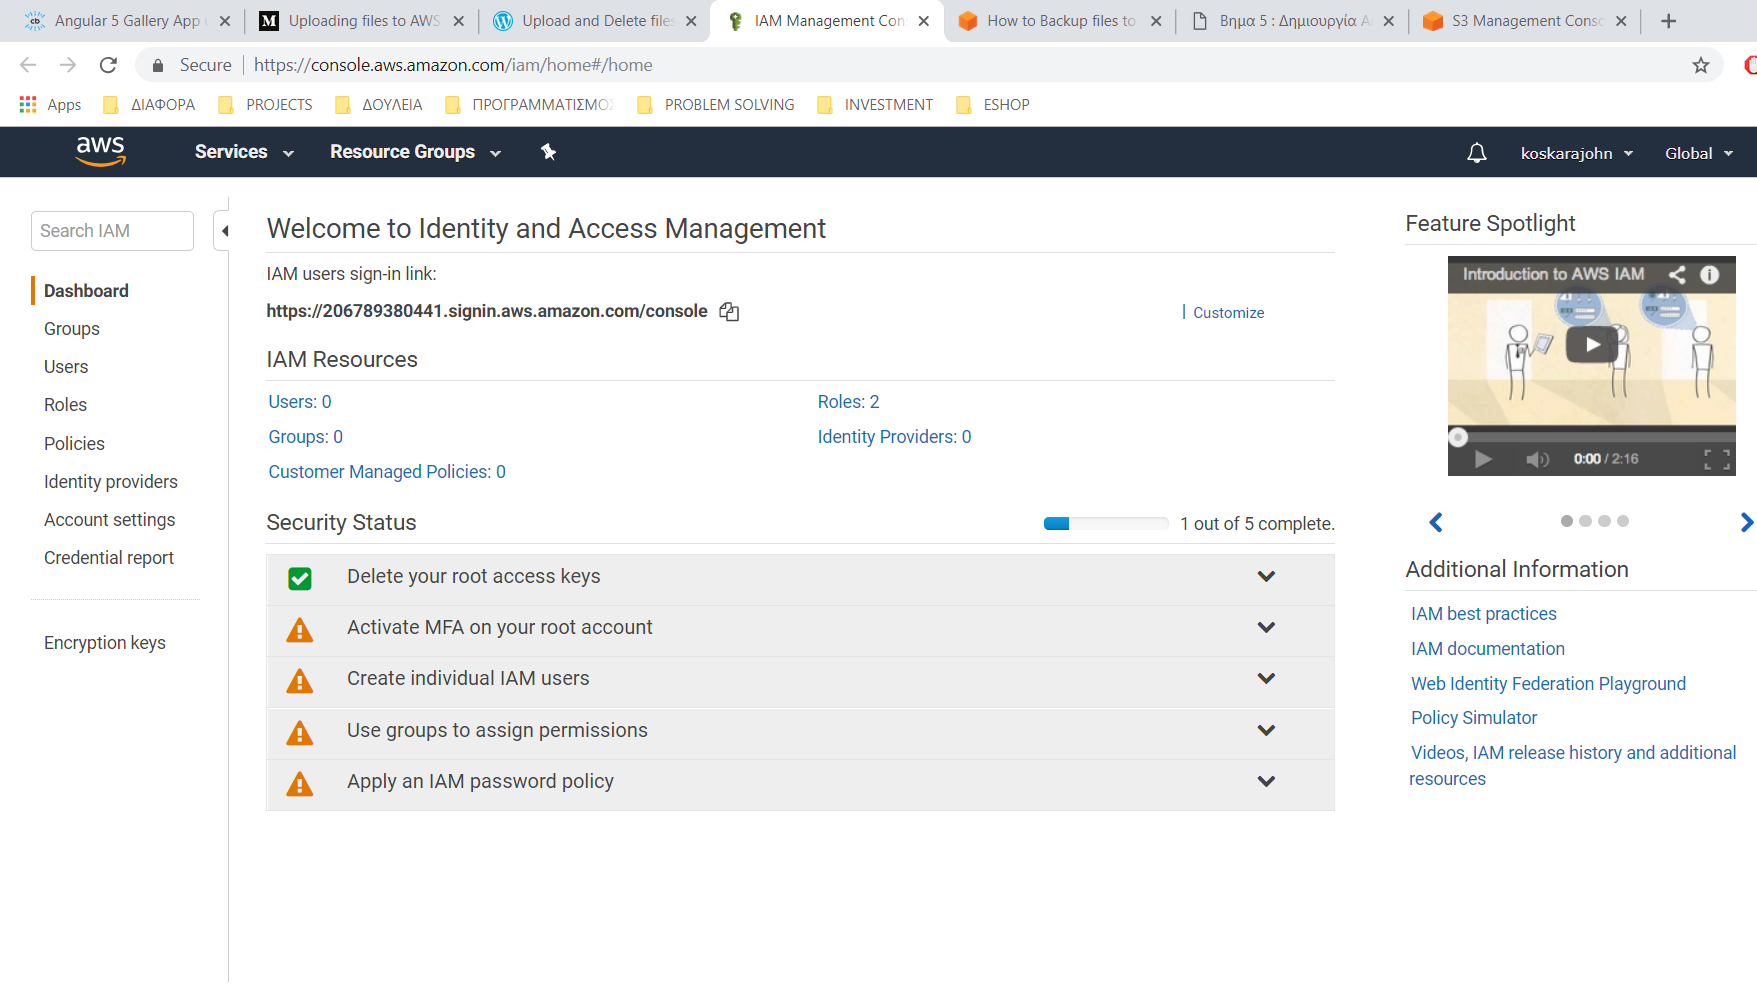 Angular 5 Gallery App
Uploading files to AWS
Upload and Delete files
IAM Management Con
How to Backup files to
Βημα 5 : Δημιουργία A
S3 Management Conso
Secure
https://console.aws.amazon.com/iam/home#/home
Apps
ΔΙΑΦΟΡΑ
PROJECTS
ΔΟΥΛΕΙΑ
ΠΡΟΓΡΑΜΜΑΤΙΣΜΟΣ
PROBLEM SOLVING
INVESTMENT
ESHOP
aws
Services
Resource Groups
koskarajohn
Global
Search IAM
Dashboard
Groups
Users
Roles
Policies
Identity providers
Account settings
Credential report
Encryption keys
Welcome to Identity and Access Management
IAM users sign-in link:
https://206789380441.signin.aws.amazon.com/console
Customize
IAM Resources
Users: 0
Roles: 2
Groups: 0
Identity Providers: 0
Customer Managed Policies: 0
Security Status
1 out of 5 complete.
Delete your root access keys
Activate MFA on your root account
Create individual IAM users
Use groups to assign permissions
Apply an IAM password policy
Feature Spotlight
Introduction to AWS IAM
0:00 / 2:16
Additional Information
IAM best practices
IAM documentation
Web Identity Federation Playground
Policy Simulator
Videos, IAM release history and additional
resources